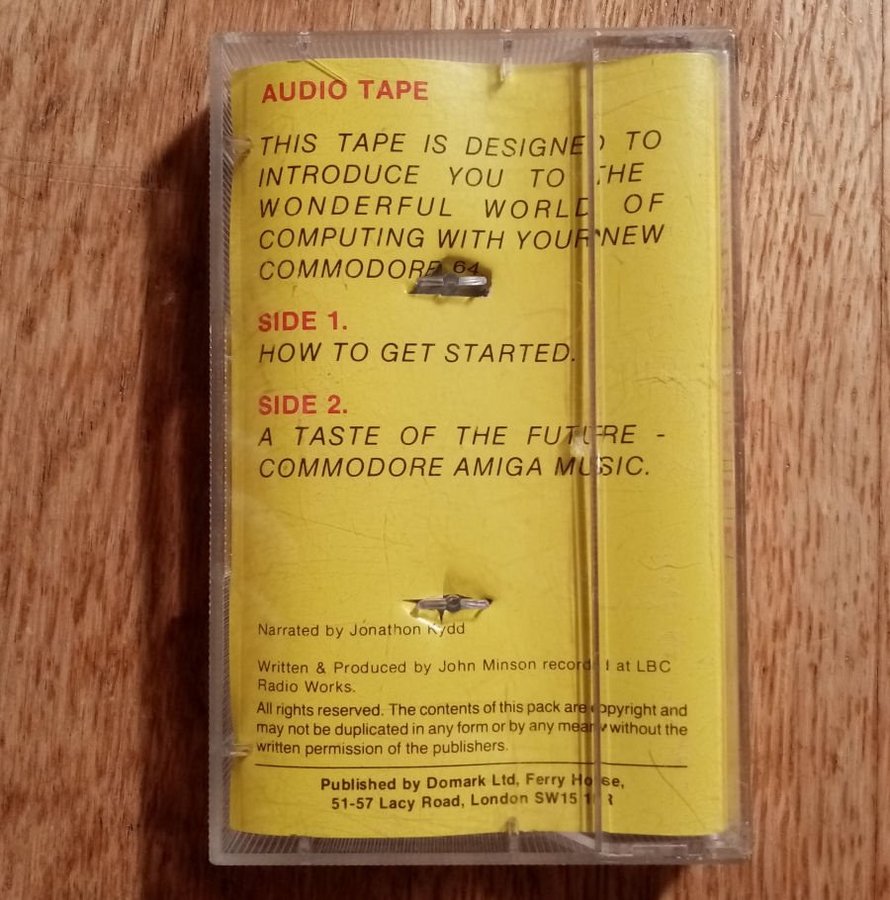 AUDIO TAPE
THIS TAPE IS DESIGNED TO
INTRODUCE YOU TO THE
WONDERFUL WORLD OF
COMPUTING WITH YOUR NEW
COMMODORE 64
SIDE 1.
HOW TO GET STARTED.
SIDE 2.
A TASTE OF THE FUTURE -
COMMODORE AMIGA MUSIC.
Narrated by Jonathon Kydd
Written & Produced by John Minson recorded at LBC
Radio Works.
All rights reserved. The contents of this pack are copyright and
may not be duplicated in any form or by any means without the
written permission of the publishers.
Published by Domark Ltd, Ferry House,
51-57 Lacy Road, London SW15